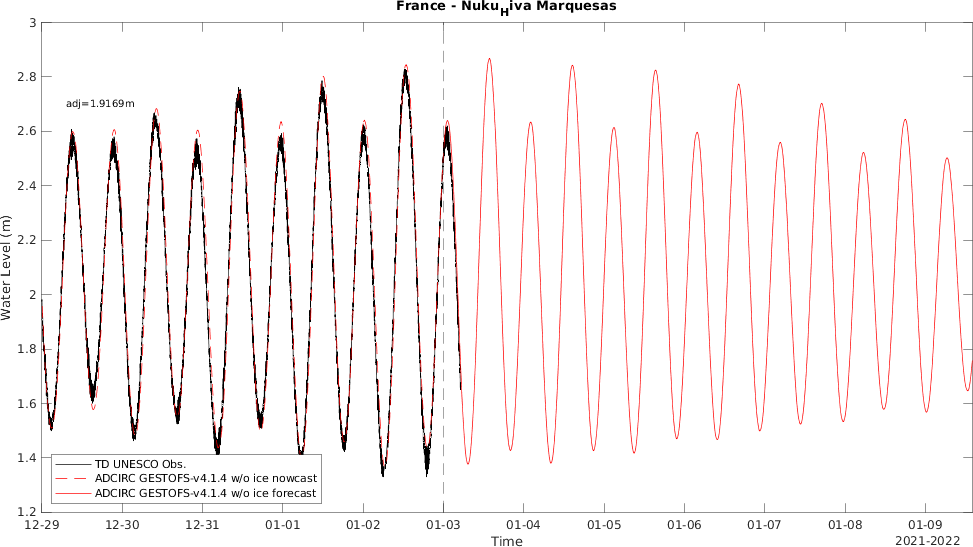 France - Nuku Hiva Marquesas
3
2.8
adj=1.9169m
2.6
2.4
2.2
Water Level (m)
2
1.8
1.6
1.4
1.2
TD UNESCO Obs.
ADCIRC GESTOFS-v4.1.4 w/o ice nowcast
ADCIRC GESTOFS-v4.1.4 w/o ice forecast
12-29 12-30 12-31 01-01 01-02 01-03 01-04 01-05 01-06 01-07 01-08 01-09
Time
2021-2022